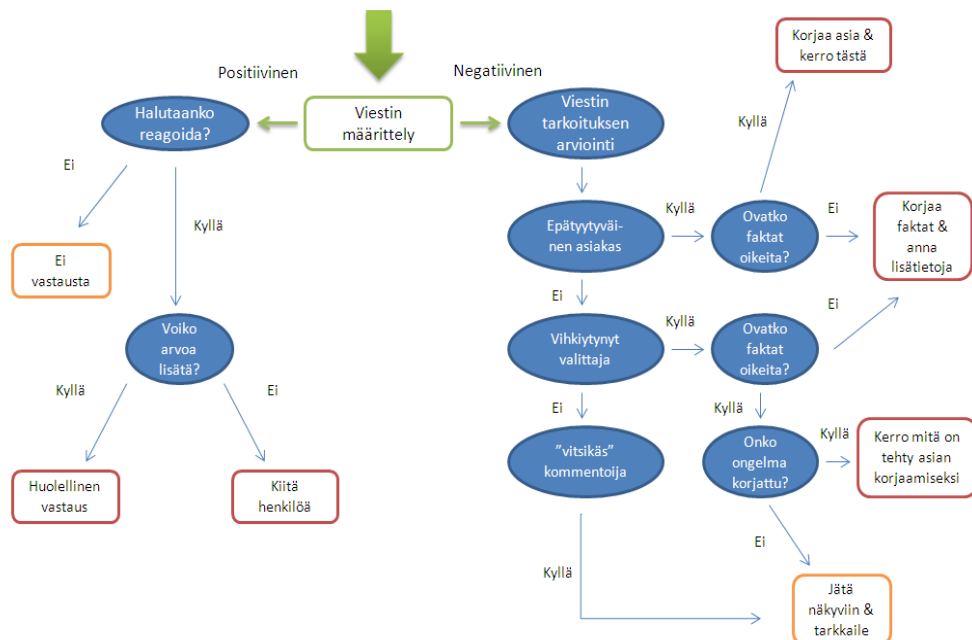 Positiivinen
Negatiivinen
Viestin
määrittely
Halutaanko
reagoida?
Viestin
tarkoituksen
arviointi
Korjaa asia &
kerro tästä
Kyllä
Ei
Kyllä
Ei
vastausta
Epätyytyväi-
nen asiakas
Kyllä
Ovatko
faktat
oikeita?
Ei
Korjaa
faktat &
anna
lisätietoja
Ei
Voiko
arvoa
lisätä?
Vihkiytynyt
valittaja
Kyllä
Ovatko
faktat
oikeita?
Ei
Kyllä
Ei
Ei
Kyllä
Huolellinen
vastaus
Kiitä
henkilöä
”vitsikäs”
kommentoija
Onko
ongelma
korjattu?
Kyllä
Kerro mitä on
tehty asian
korjaamiseksi
Ei
Kyllä
Jätä
näkyviin &
tarkkaile